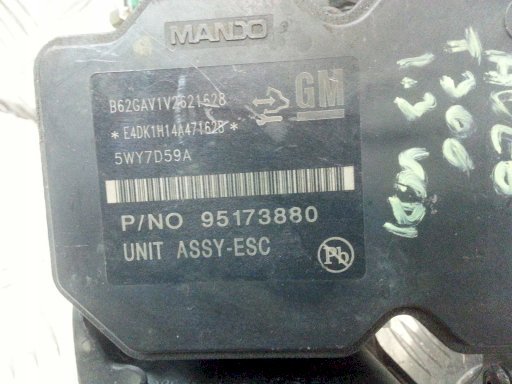 MANDO
B62GAV1V2621628
*E4DK1H14A471628*
5WY7D59A
GM
P/NO 95173880
UNIT ASSY-ESC
Pb